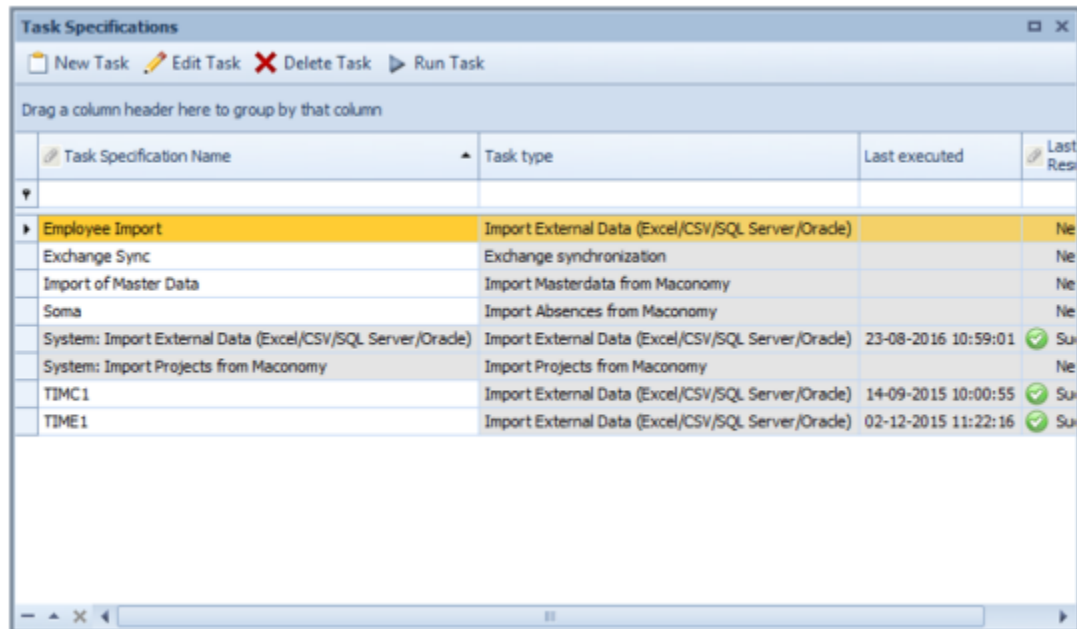 Task Specifications
New Task Edit Task Delete Task Run Task
Drag a column header here to group by that column
Task Specification Name Task type Last executed Last
Employee Import Import External Data (Excel/CSV/SQL Server/Oracle) Ne
Exchange Sync Exchange synchronization Ne
Import of Master Data Import Masterdata from Maconomy Ne
Soma Import Absences from Maconomy Ne
System: Import External Data (Excel/CSV/SQL Server/Oracle) Import External Data (Excel/CSV/SQL Server/Oracle) 23-08-2016 10:59:01
System: Import Projects from Maconomy Import Projects from Maconomy Ne
TIMC1 Import External Data (Excel/CSV/SQL Server/Oracle) 14-09-2015 10:00:55
TIME1 Import External Data (Excel/CSV/SQL Server/Oracle) 02-12-2015 11:22:16